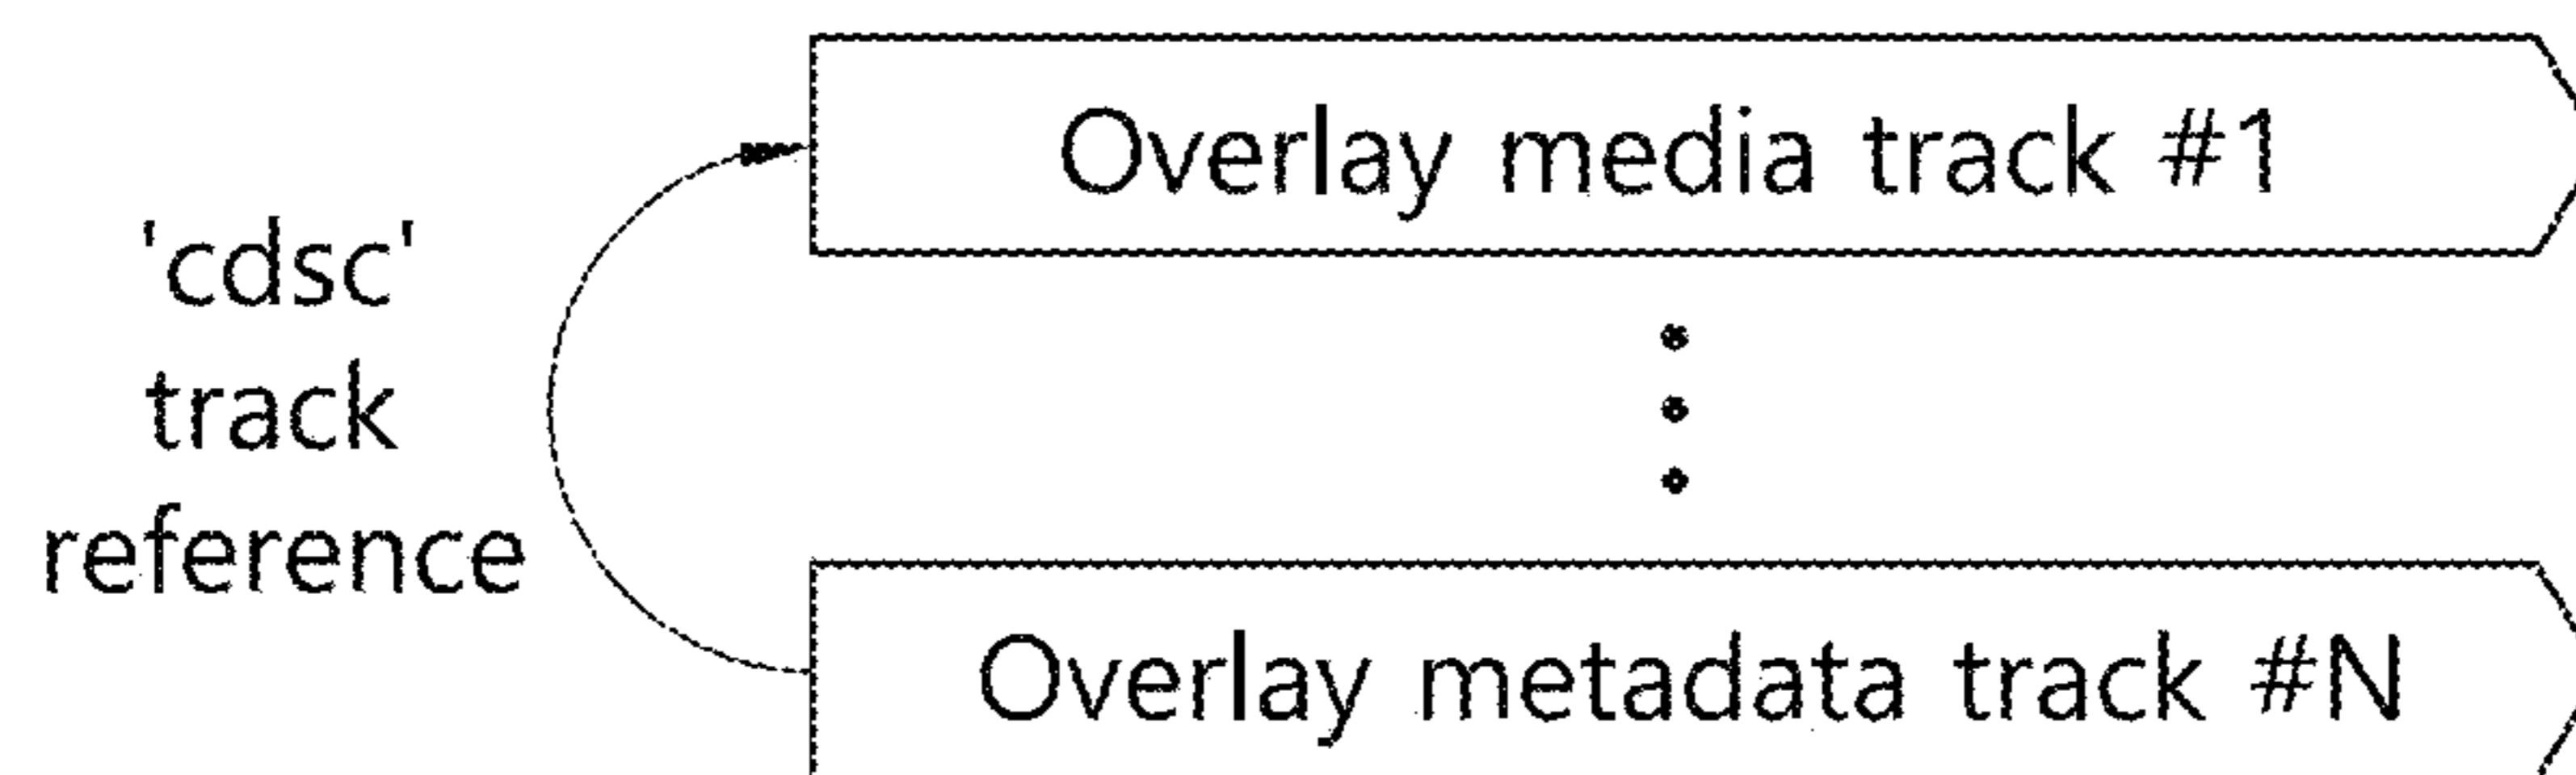 Overlay media track #1
'cdsc'
track
reference
Overlay metadata track #N